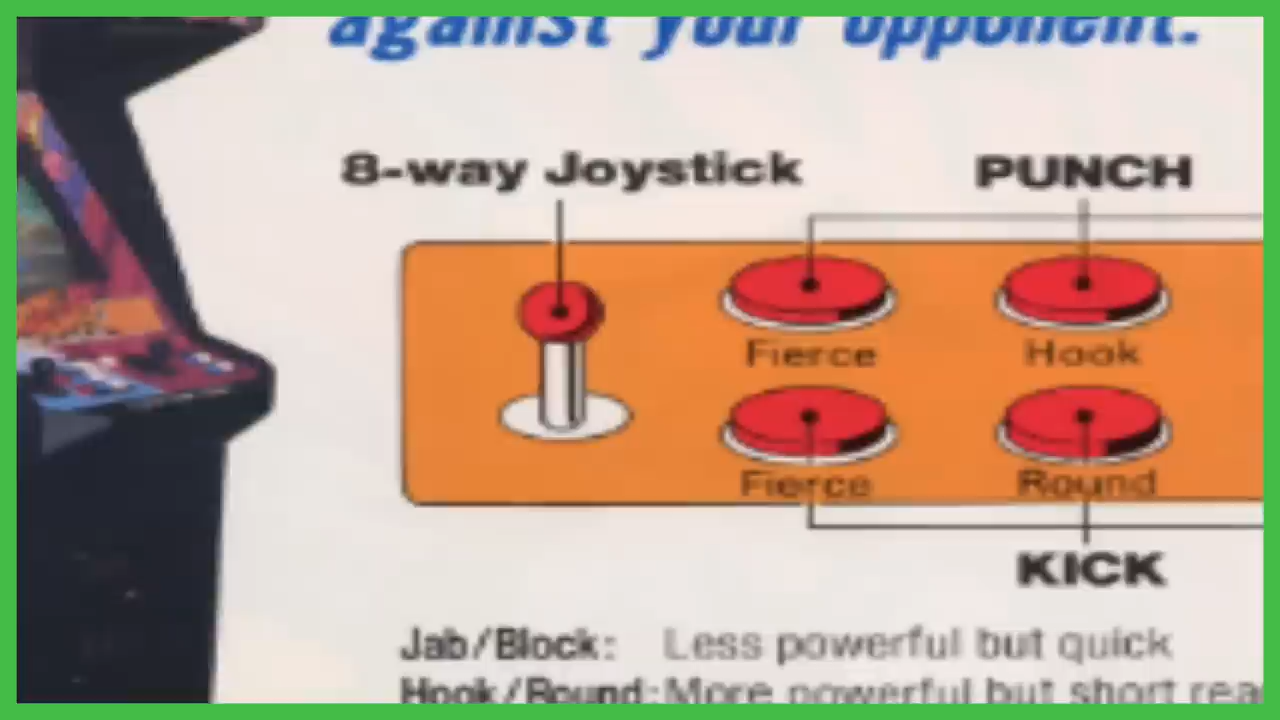 against your opponent.
8-way Joystick
PUNCH
Fierce
Hook
Fierce
Round
KICK
Jab/Block: Less powerful but quick
Hook/Round: More powerful but short